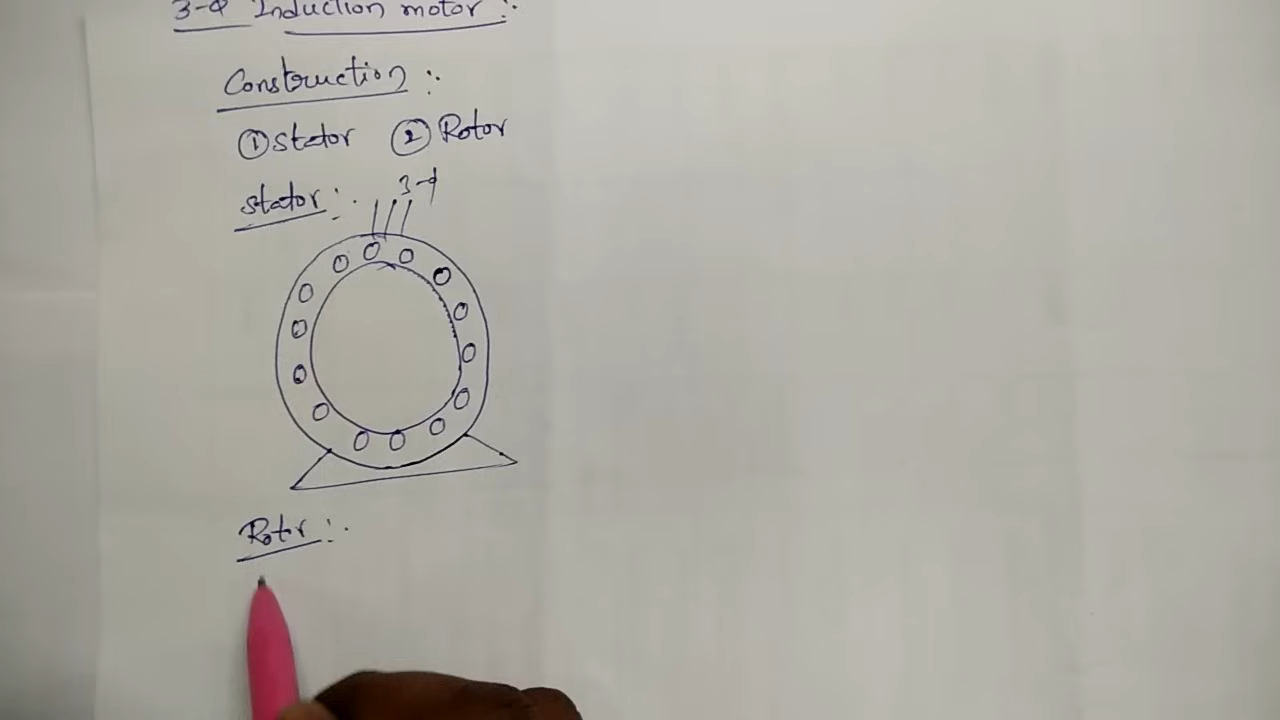 3-φ Induction motor :-
Construction :-
① Stator ② Rotor
Stator :-
3-φ
Rotor :-